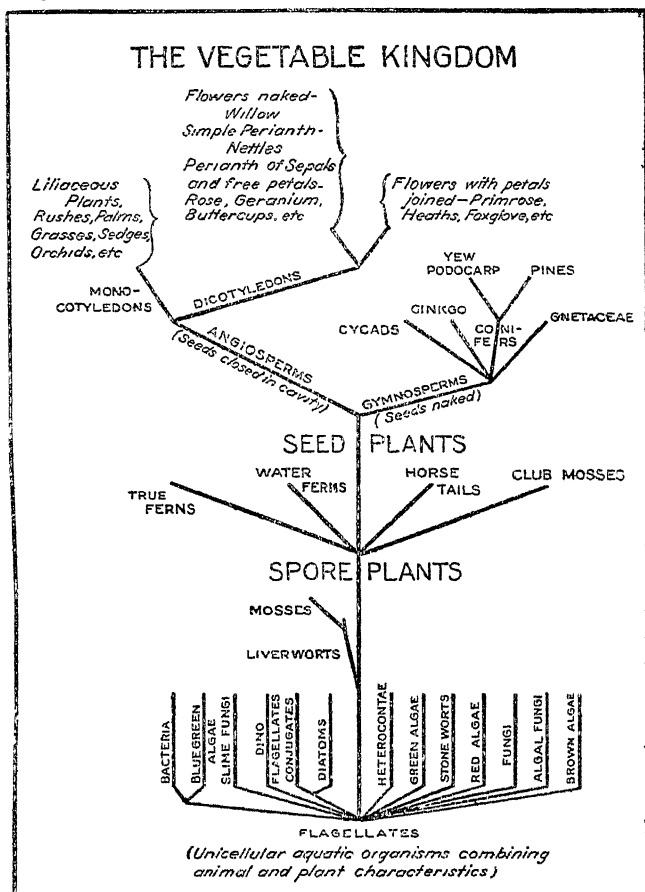 THE VEGETABLE KINGDOM
Flowers naked-
Willow
Simple Perianth-
Nettles
Perianth of Sepals
and free petals-
Rose, Geranium,
Buttercups, etc
Liliaceous
Plants,
Rushes, Palms,
Grasses, Sedges,
Orchids, etc
Flowers with petals
joined-Primrose,
Heaths, Foxglove, etc
MONO-
COTYLEDONS
DICOTYLEDONS
YEW
PODOCARP
PINES
CYCADS
GINKGO
CONI-
FERS
GNETACEAE
ANGIOSPERMS
(Seeds closed in cavity)
GYMNOSPERMS
(Seeds naked)
SEED PLANTS
TRUE
FERNS
WATER
FERMS
HORSE
TAILS
CLUB MOSSES
SPORE PLANTS
MOSSES
LIVERWORTS
BACTERIA
BLUEGREEN
ALGAE
SLIME FUNGI
DINO
FLAGELLATES
CONJUGATES
DIATOMS
HETEROCONTAE
GREEN ALGAE
STONE WORTS
RED ALGAE
FUNGI
ALGAL FUNGI
BROWN ALGAE
FLAGELLATES
(Unicellular aquatic organisms combining
animal and plant characteristics)